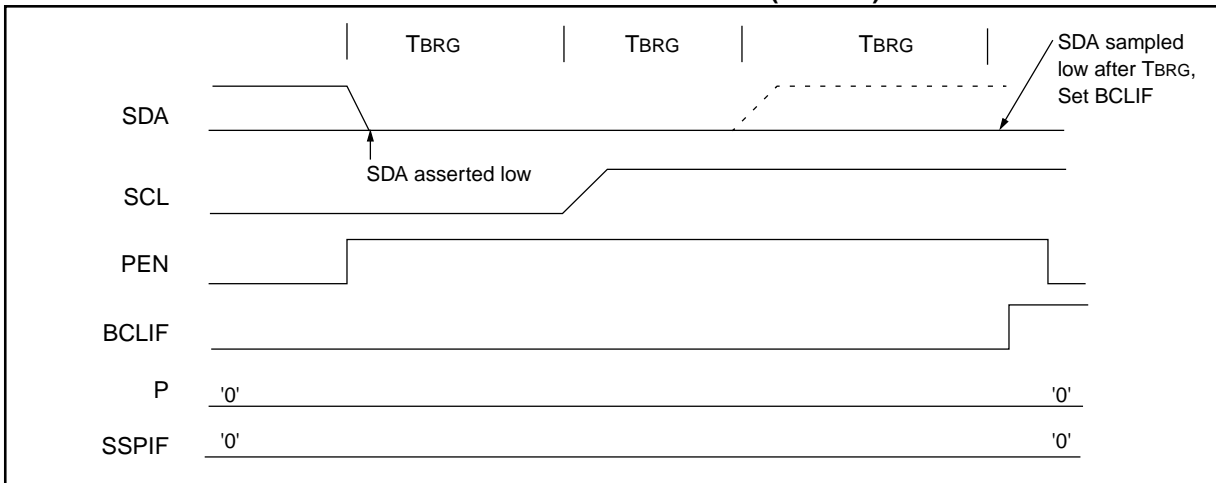 TBRG TBRG TBRG
SDA sampled
low after TBRG,
Set BCLIF
SDA
SDA asserted low
SCL
PEN
BCLIF
P '0' '0'
SSPIF '0' '0'